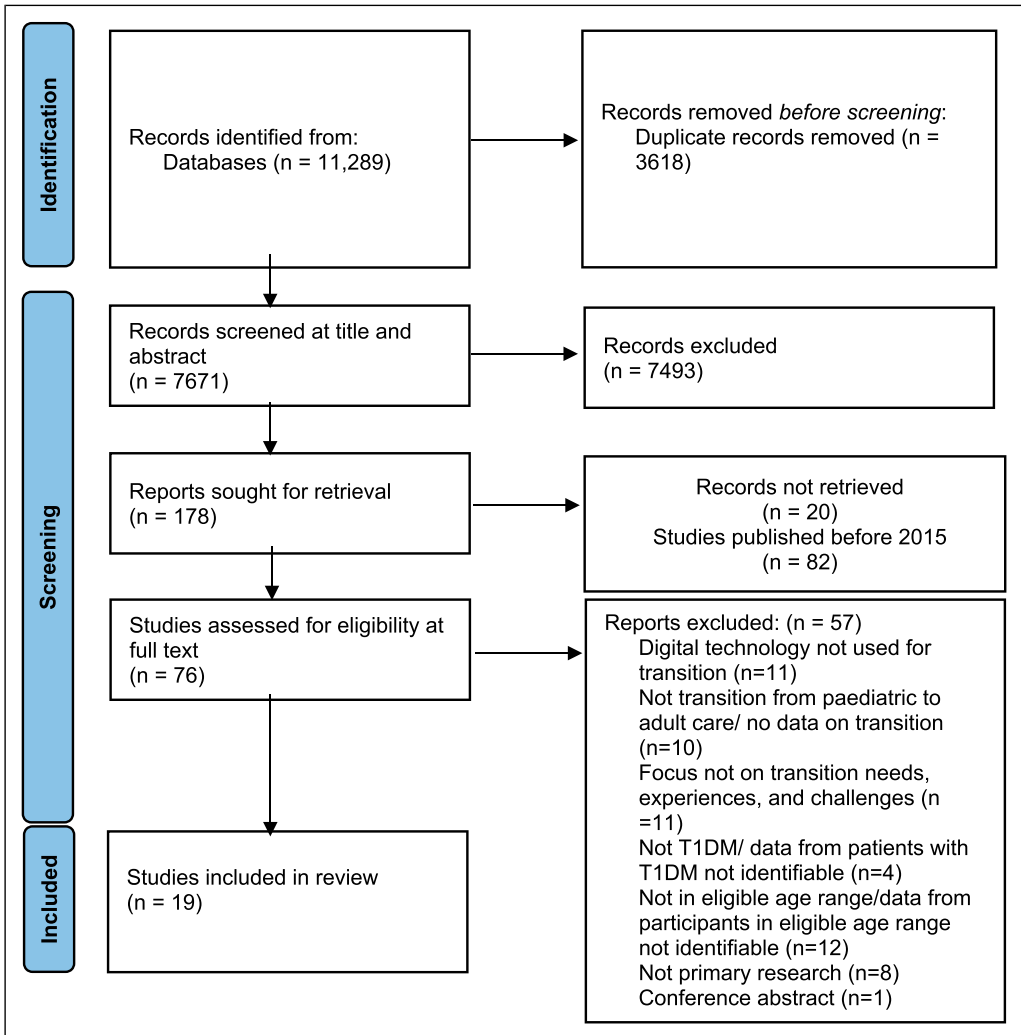 Identification
Records identified from:
Databases (n = 11,289)
Records removed before screening:
Duplicate records removed (n =
3618)
Screening
Records screened at title and
abstract
(n = 7671)
Records excluded
(n = 7493)
Reports sought for retrieval
(n = 178)
Records not retrieved
(n = 20)
Studies published before 2015
(n = 82)
Studies assessed for eligibility at
full text
(n = 76)
Reports excluded: (n = 57)
Digital technology not used for
transition (n=11)
Not transition from paediatric to
adult care/ no data on transition
(n=10)
Focus not on transition needs,
experiences, and challenges (n
=11)
Not T1DM/ data from patients with
T1DM not identifiable (n=4)
Not in eligible age range/data from
participants in eligible age range
not identifiable (n=12)
Not primary research (n=8)
Conference abstract (n=1)
Included
Studies included in review
(n = 19)